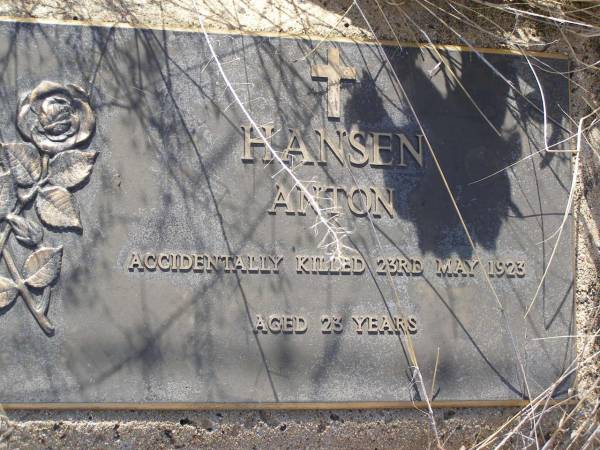 HANSEN
ANTON
ACCIDENTALLY KILLED 23RD MAY 1923
AGED 23 YEARS